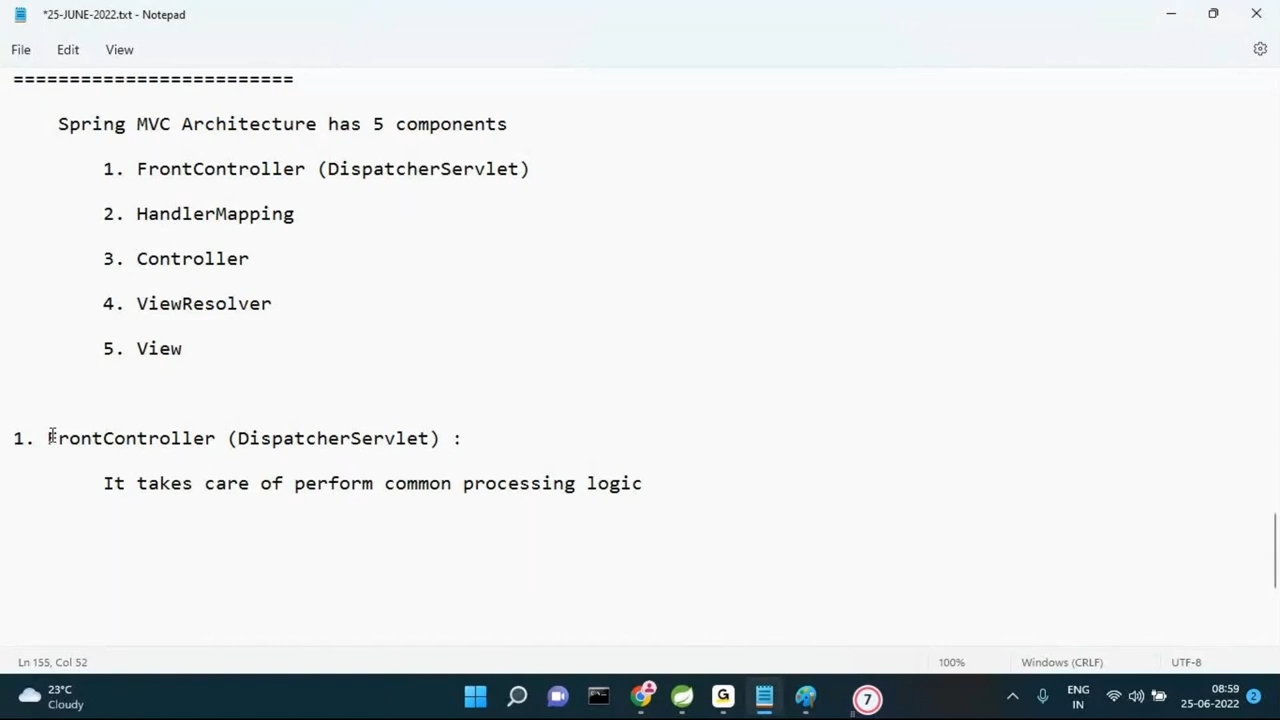 *25-JUNE-2022.txt - Notepad
File Edit View
=========================
Spring MVC Architecture has 5 components
1. FrontController (DispatcherServlet)
2. HandlerMapping
3. Controller
4. ViewResolver
5. View
1. FrontController (DispatcherServlet) :
It takes care of perform common processing logic
Ln 155, Col 52
100%
Windows (CRLF)
UTF-8
23°C
Cloudy
G
7
ENG
IN
08:59
25-06-2022
2